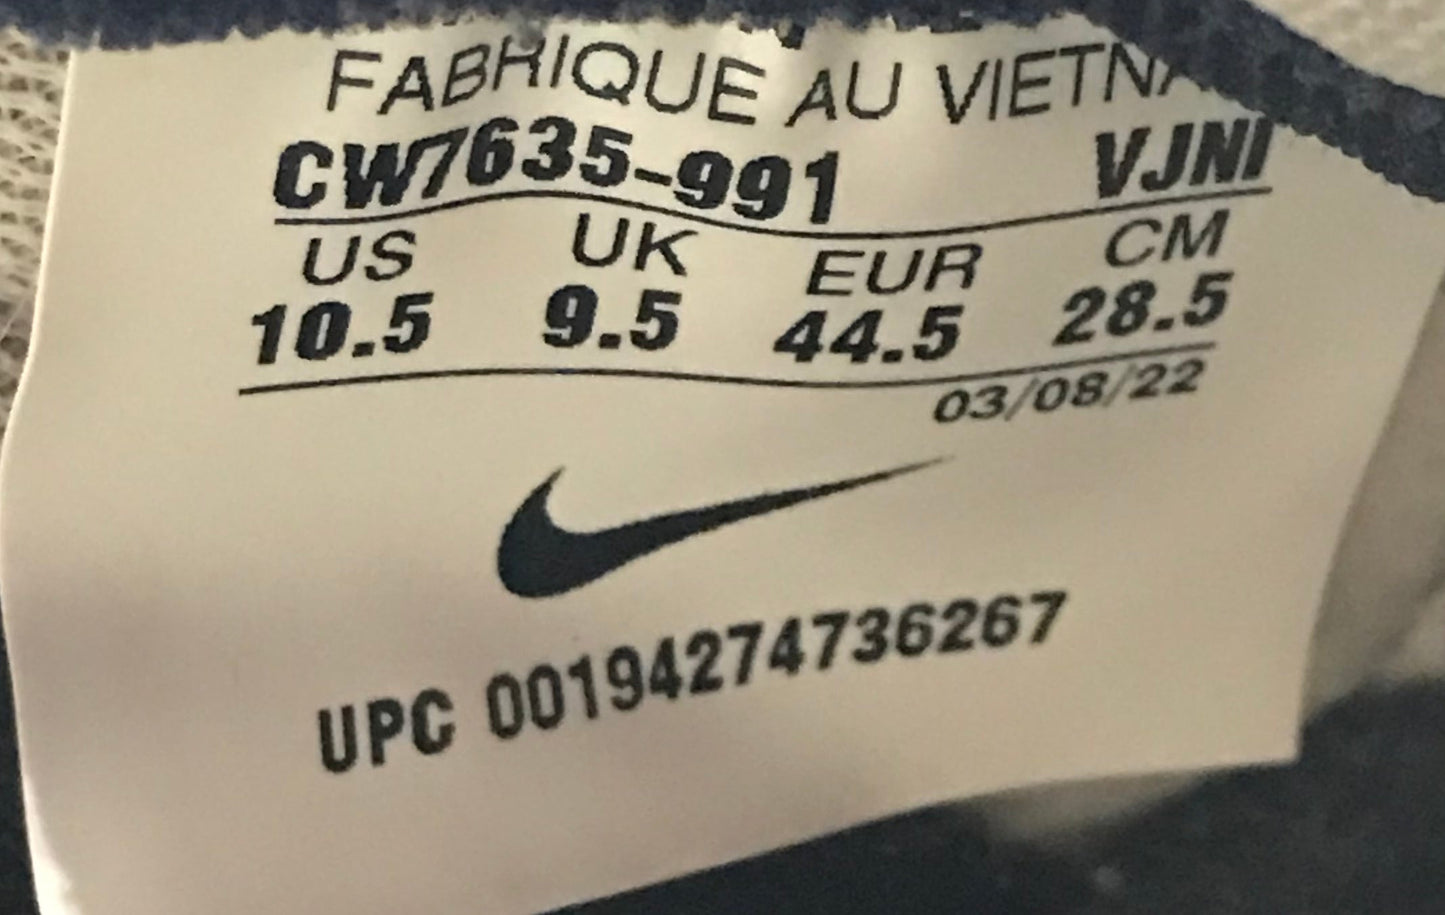 FABRIQUE AU VIETNA
CW7635-991 VJNI
US UK EUR CM
10.5 9.5 44.5 28.5
03/08/22
UPC 00194274736267